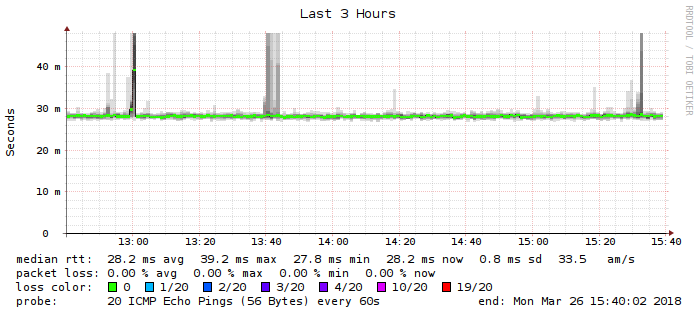 Last 3 Hours
RRDTOOL / TOBI OETIKER
Seconds
40 m
30 m
20 m
10 m
0
13:00 13:20 13:40 14:00 14:20 14:40 15:00 15:20 15:40
median rtt: 28.2 ms avg 39.2 ms max 27.8 ms min 28.2 ms now 0.8 ms sd 33.5 am/s
packet loss: 0.00 % avg 0.00 % max 0.00 % min 0.00 % now
loss color: 0 1/20 2/20 3/20 4/20 10/20 19/20
probe: 20 ICMP Echo Pings (56 Bytes) every 60s end: Mon Mar 26 15:40:02 2018